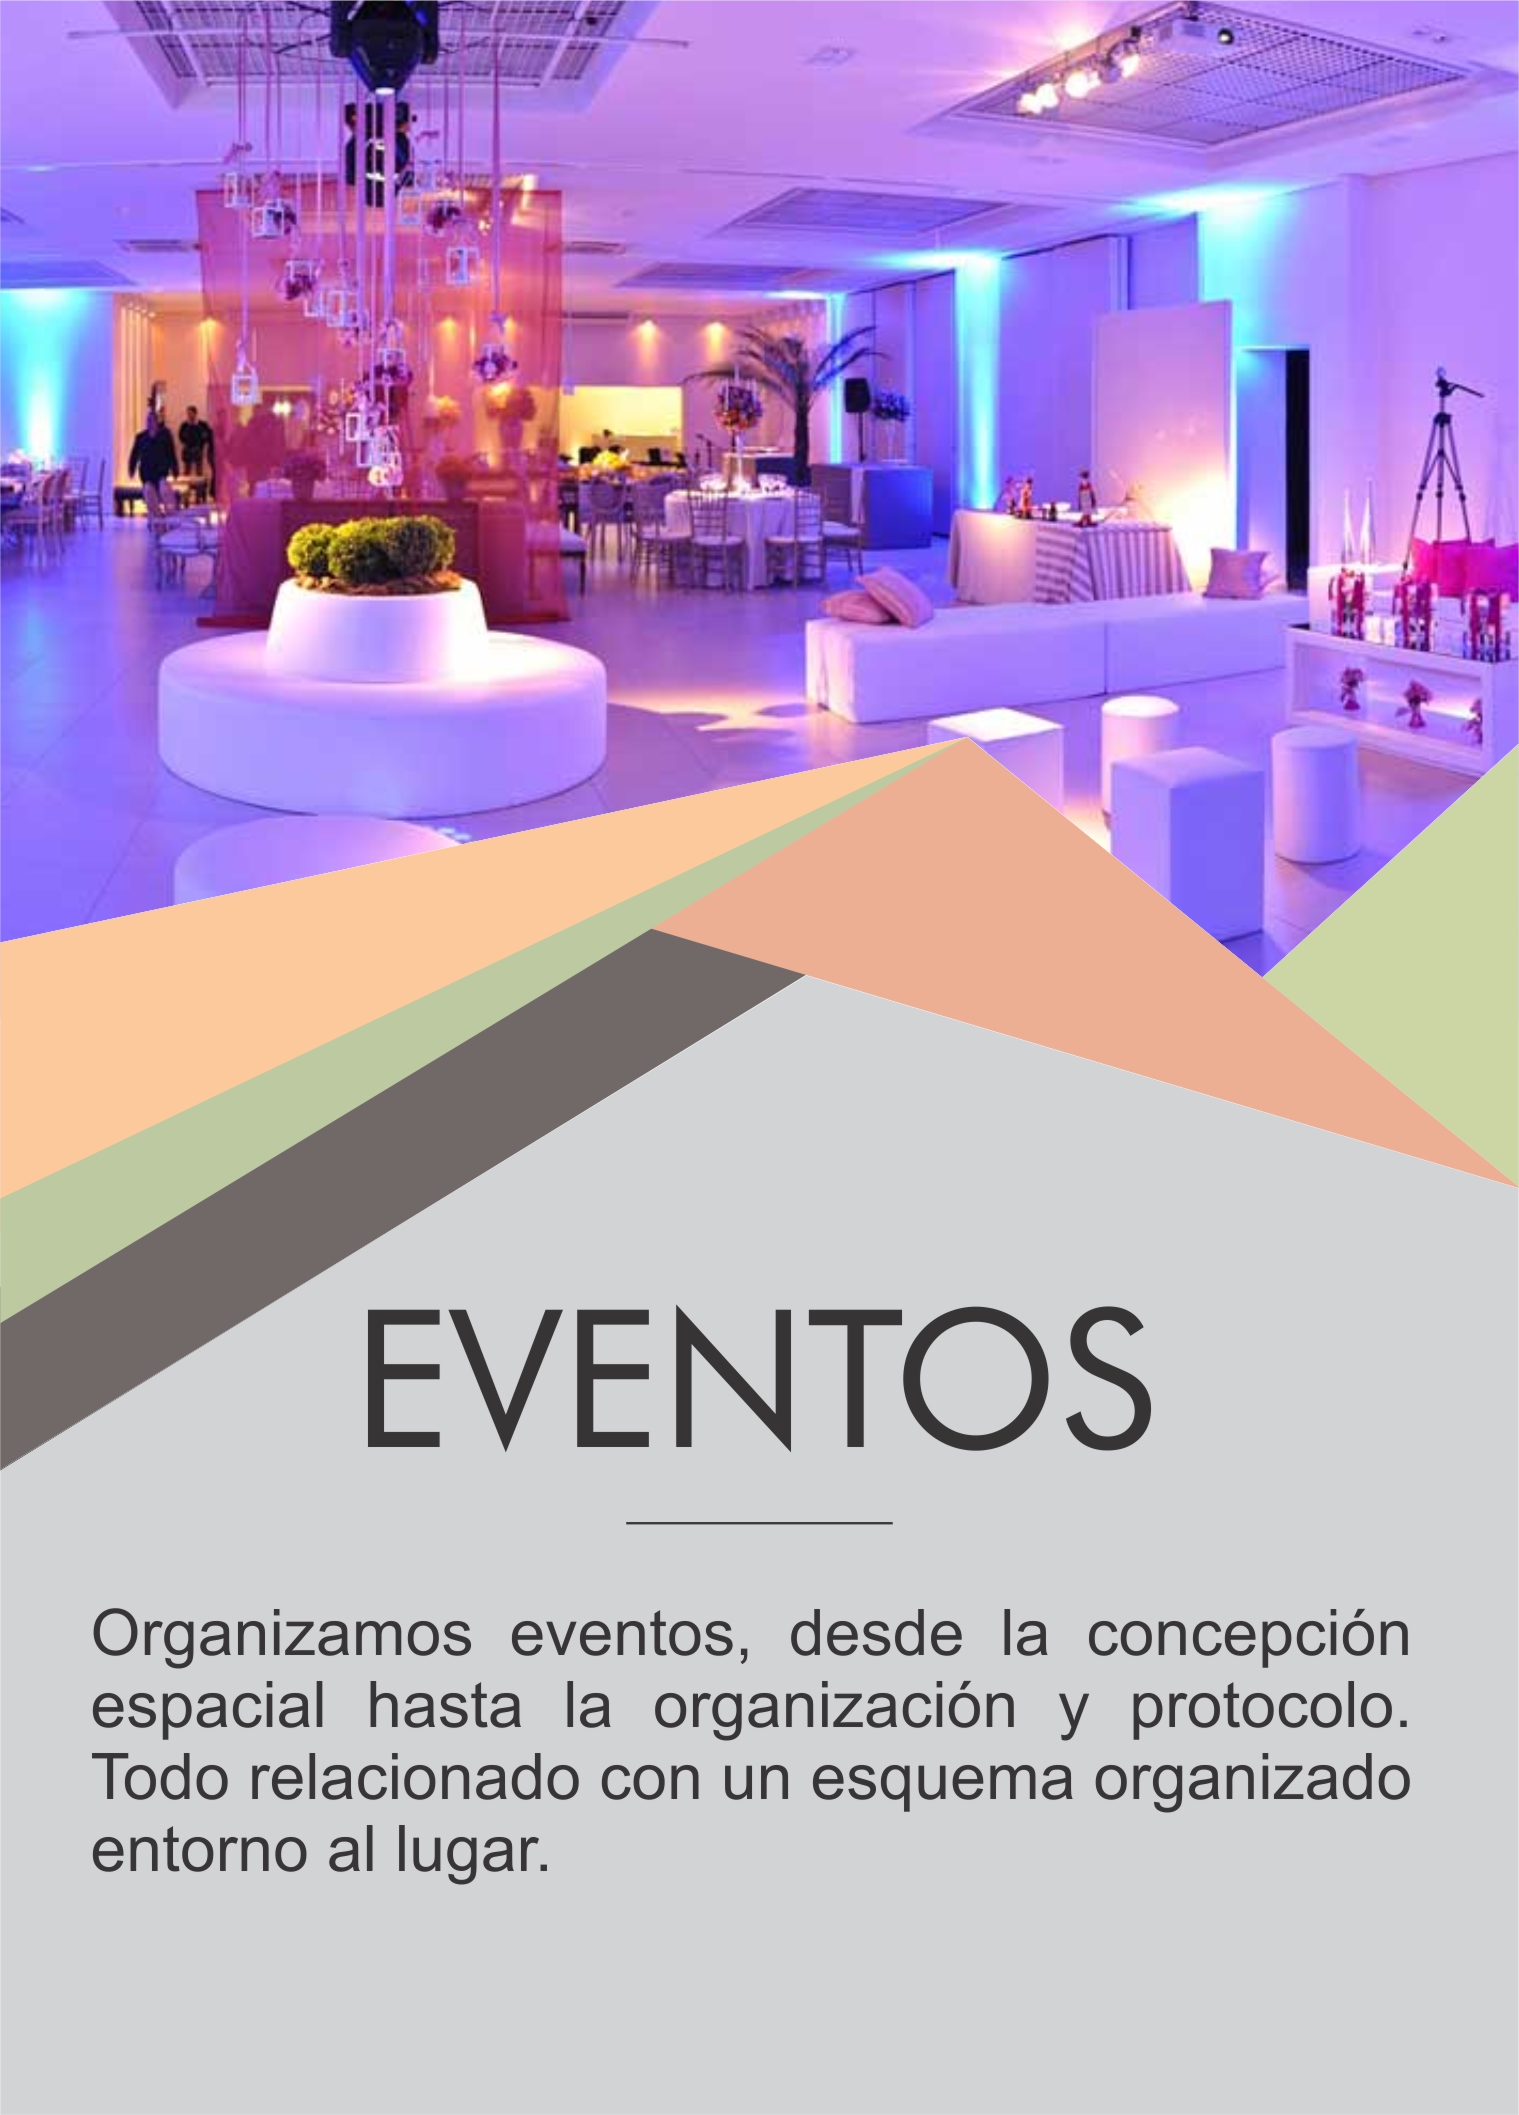 EVENTOS
Organizamos eventos, desde la concepción
espacial hasta la organización y protocolo.
Todo relacionado con un esquema organizado
entorno al lugar.